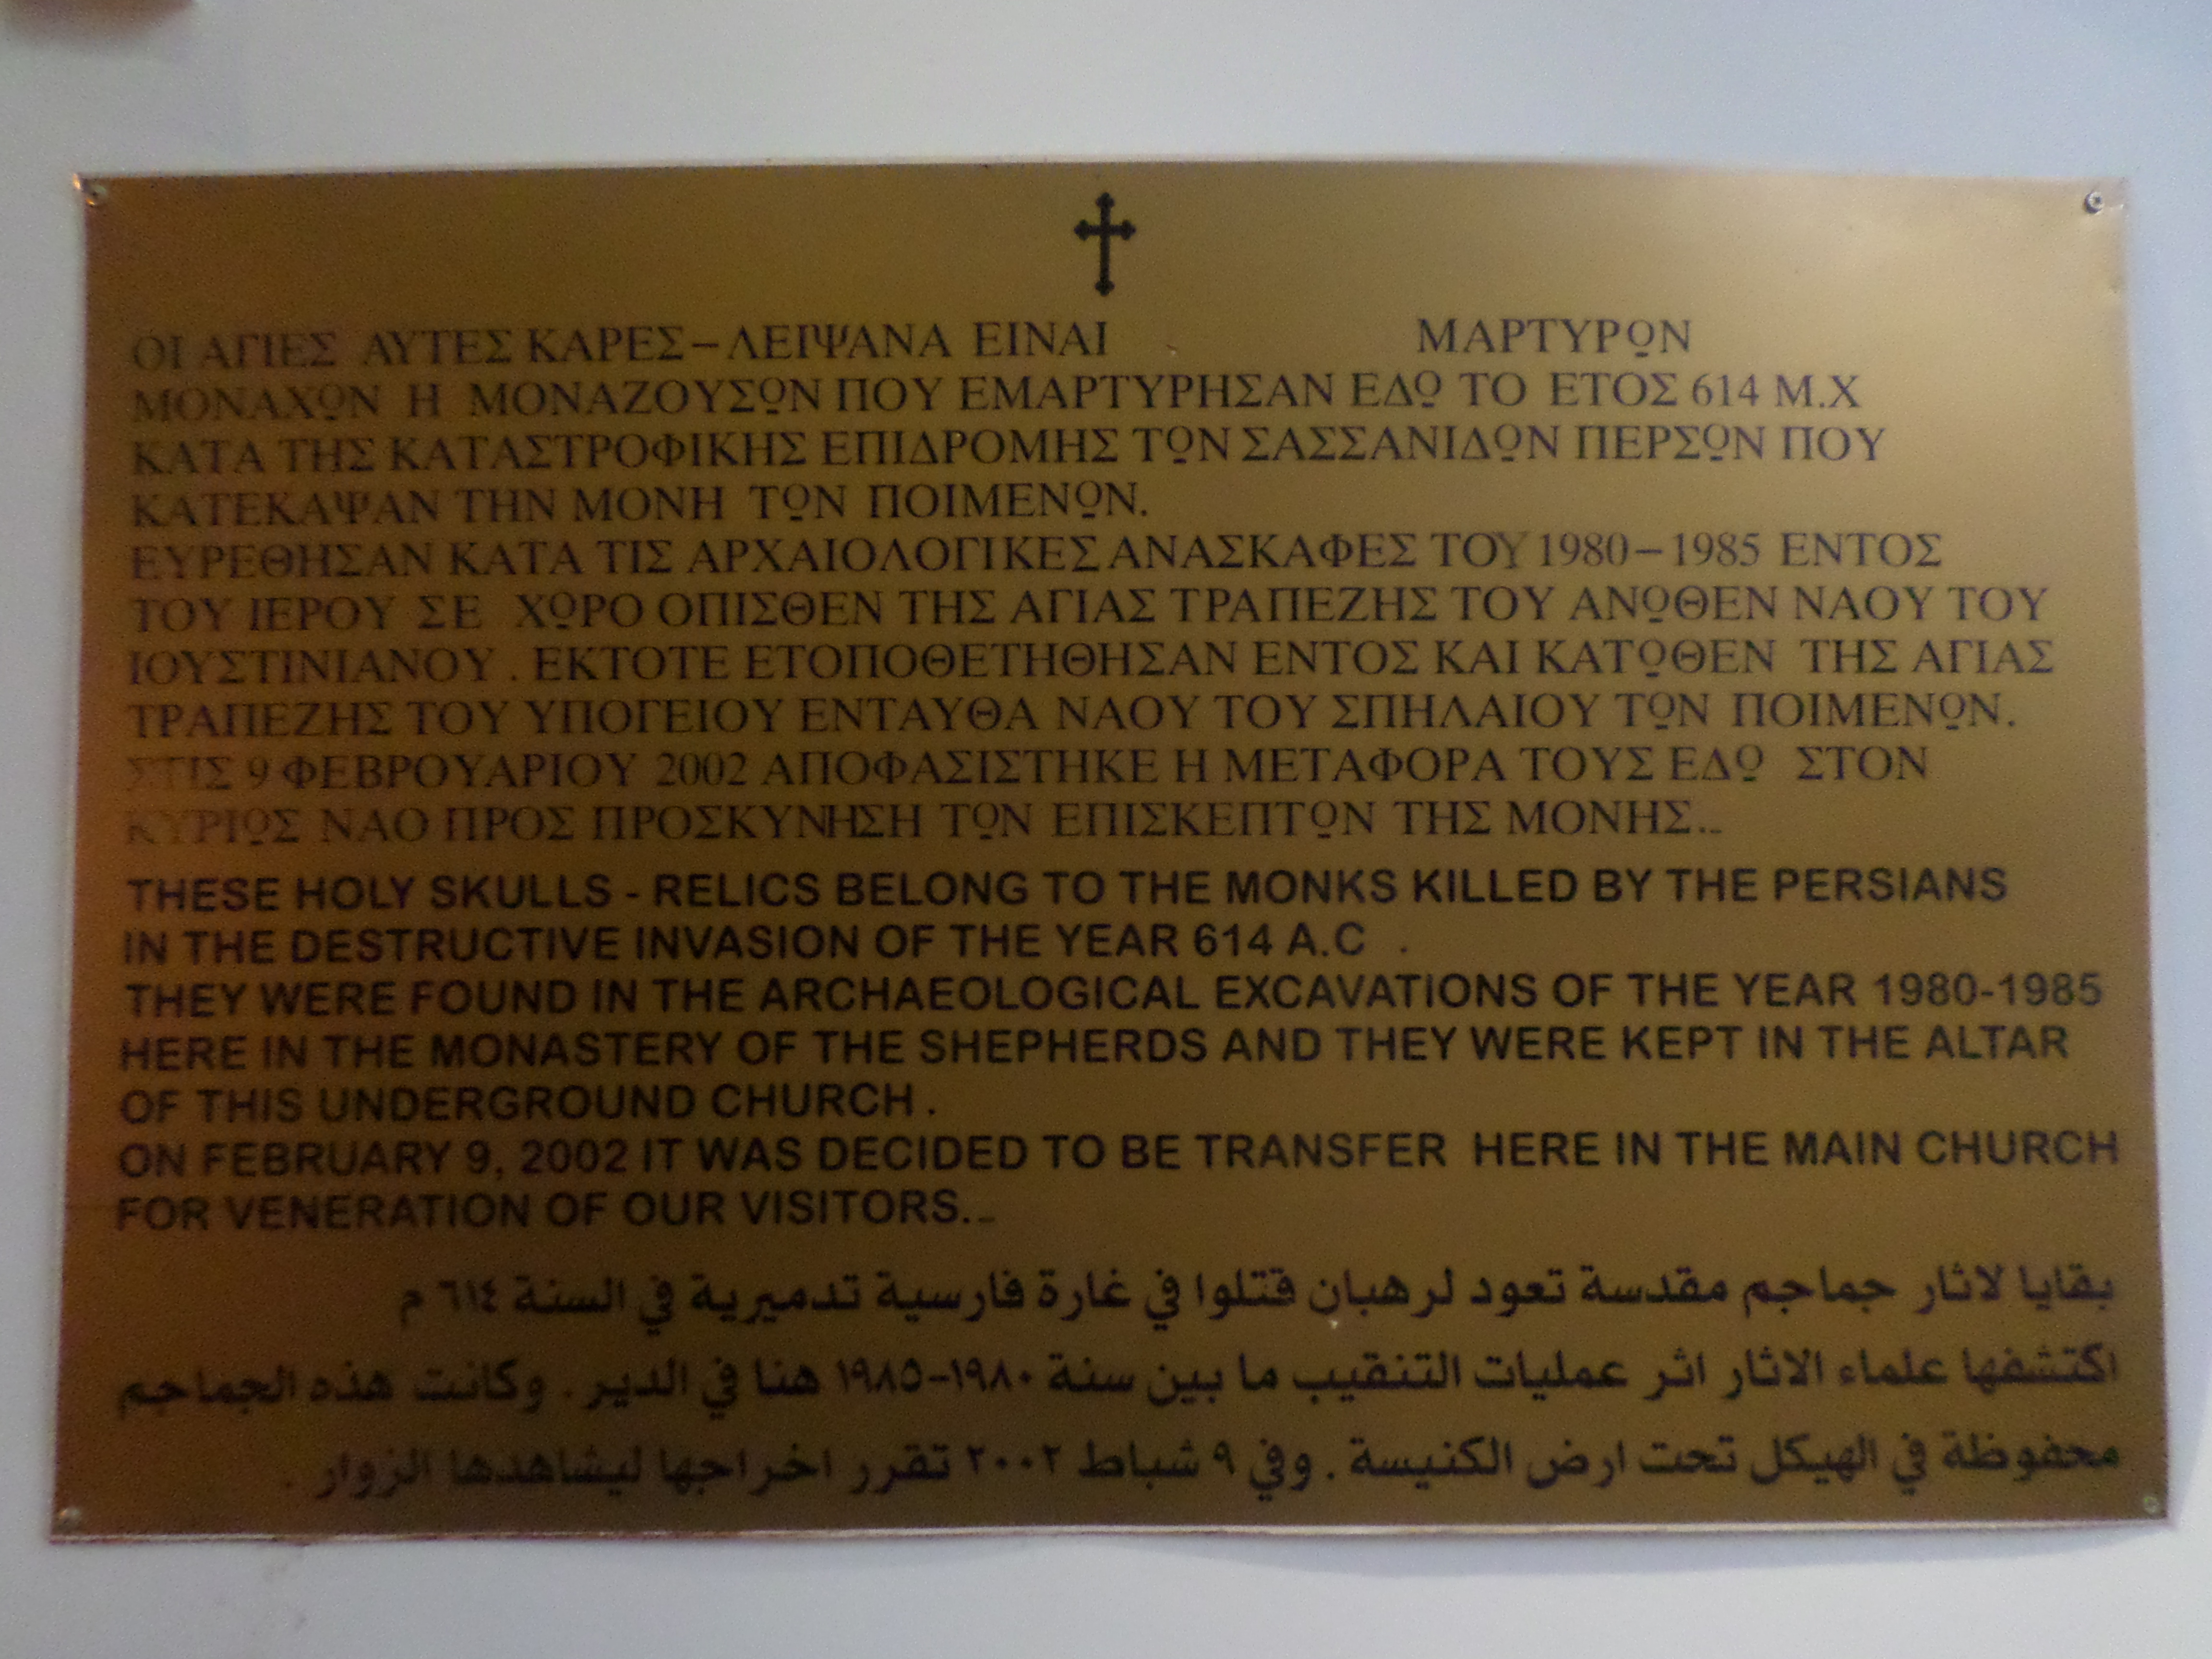 ΟΙ ΑΓΙΕΣ ΑΥΤΕΣ ΚΑΡΕΣ–ΛΕΙΨΑΝΑ ΕΙΝΑΙ ΜΑΡΤΥΡΩΝ
ΜΟΝΑΧΩΝ Η ΜΟΝΑΖΟΥΣΩΝ ΠΟΥ ΕΜΑΡΤΥΡΗΣΑΝ ΕΔΩ ΤΟ ΕΤΟΣ 614 Μ.Χ
ΚΑΤΑ ΤΗΣ ΚΑΤΑΣΤΡΟΦΙΚΗΣ ΕΠΙΔΡΟΜΗΣ ΤΩΝ ΣΑΣΣΑΝΙΔΩΝ ΠΕΡΣΩΝ ΠΟΥ
ΚΑΤΕΚΑΨΑΝ ΤΗΝ ΜΟΝΗ ΤΩΝ ΠΟΙΜΕΝΩΝ.
ΕΥΡΕΘΗΣΑΝ ΚΑΤΑ ΤΙΣ ΑΡΧΑΙΟΛΟΓΙΚΕΣ ΑΝΑΣΚΑΦΕΣ ΤΟΥ 1980–1985 ΕΝΤΟΣ
ΤΟΥ ΙΕΡΟΥ ΣΕ ΧΩΡΟ ΟΠΙΣΘΕΝ ΤΗΣ ΑΓΙΑΣ ΤΡΑΠΕΖΗΣ ΤΟΥ ΑΝΩΘΕΝ ΝΑΟΥ ΤΟΥ
ΙΟΥΣΤΙΝΙΑΝΟΥ . ΕΚΤΟΤΕ ΕΤΟΠΟΘΕΤΗΘΗΣΑΝ ΕΝΤΟΣ ΚΑΙ ΚΑΤΩΘΕΝ ΤΗΣ ΑΓΙΑΣ
ΤΡΑΠΕΖΗΣ ΤΟΥ ΥΠΟΓΕΙΟΥ ΕΝΤΑΥΘΑ ΝΑΟΥ ΤΟΥ ΣΠΗΛΑΙΟΥ ΤΩΝ ΠΟΙΜΕΝΩΝ.
ΣΤΙΣ 9 ΦΕΒΡΟΥΑΡΙΟΥ 2002 ΑΠΟΦΑΣΙΣΤΗΚΕ Η ΜΕΤΑΦΟΡΑ ΤΟΥΣ ΕΔΩ ΣΤΟΝ
ΚΥΡΙΩΣ ΝΑΟ ΠΡΟΣ ΠΡΟΣΚΥΝΗΣΗ ΤΩΝ ΕΠΙΣΚΕΠΤΩΝ ΤΗΣ ΜΟΝΗΣ...
THESE HOLY SKULLS - RELICS BELONG TO THE MONKS KILLED BY THE PERSIANS
IN THE DESTRUCTIVE INVASION OF THE YEAR 614 A.C .
THEY WERE FOUND IN THE ARCHAEOLOGICAL EXCAVATIONS OF THE YEAR 1980-1985
HERE IN THE MONASTERY OF THE SHEPHERDS AND THEY WERE KEPT IN THE ALTAR
OF THIS UNDERGROUND CHURCH .
ON FEBRUARY 9, 2002 IT WAS DECIDED TO BE TRANSFER HERE IN THE MAIN CHURCH
FOR VENERATION OF OUR VISITORS...
بقايا لاثار جماجم مقدسة تعود لرهبان قتلوا في غارة فارسية تدميرية في السنة ٦١٤ م
اكتشفها علماء الاثار اثر عمليات التنقيب ما بين سنة ١٩٨٠-١٩٨٥ هنا في الدير . وكانت هذه الجماجم
محفوظة في الهيكل تحت ارض الكنيسة . وفي ٩ شباط ٢٠٠٢ تقرر اخراجها ليشاهدها الزوار .